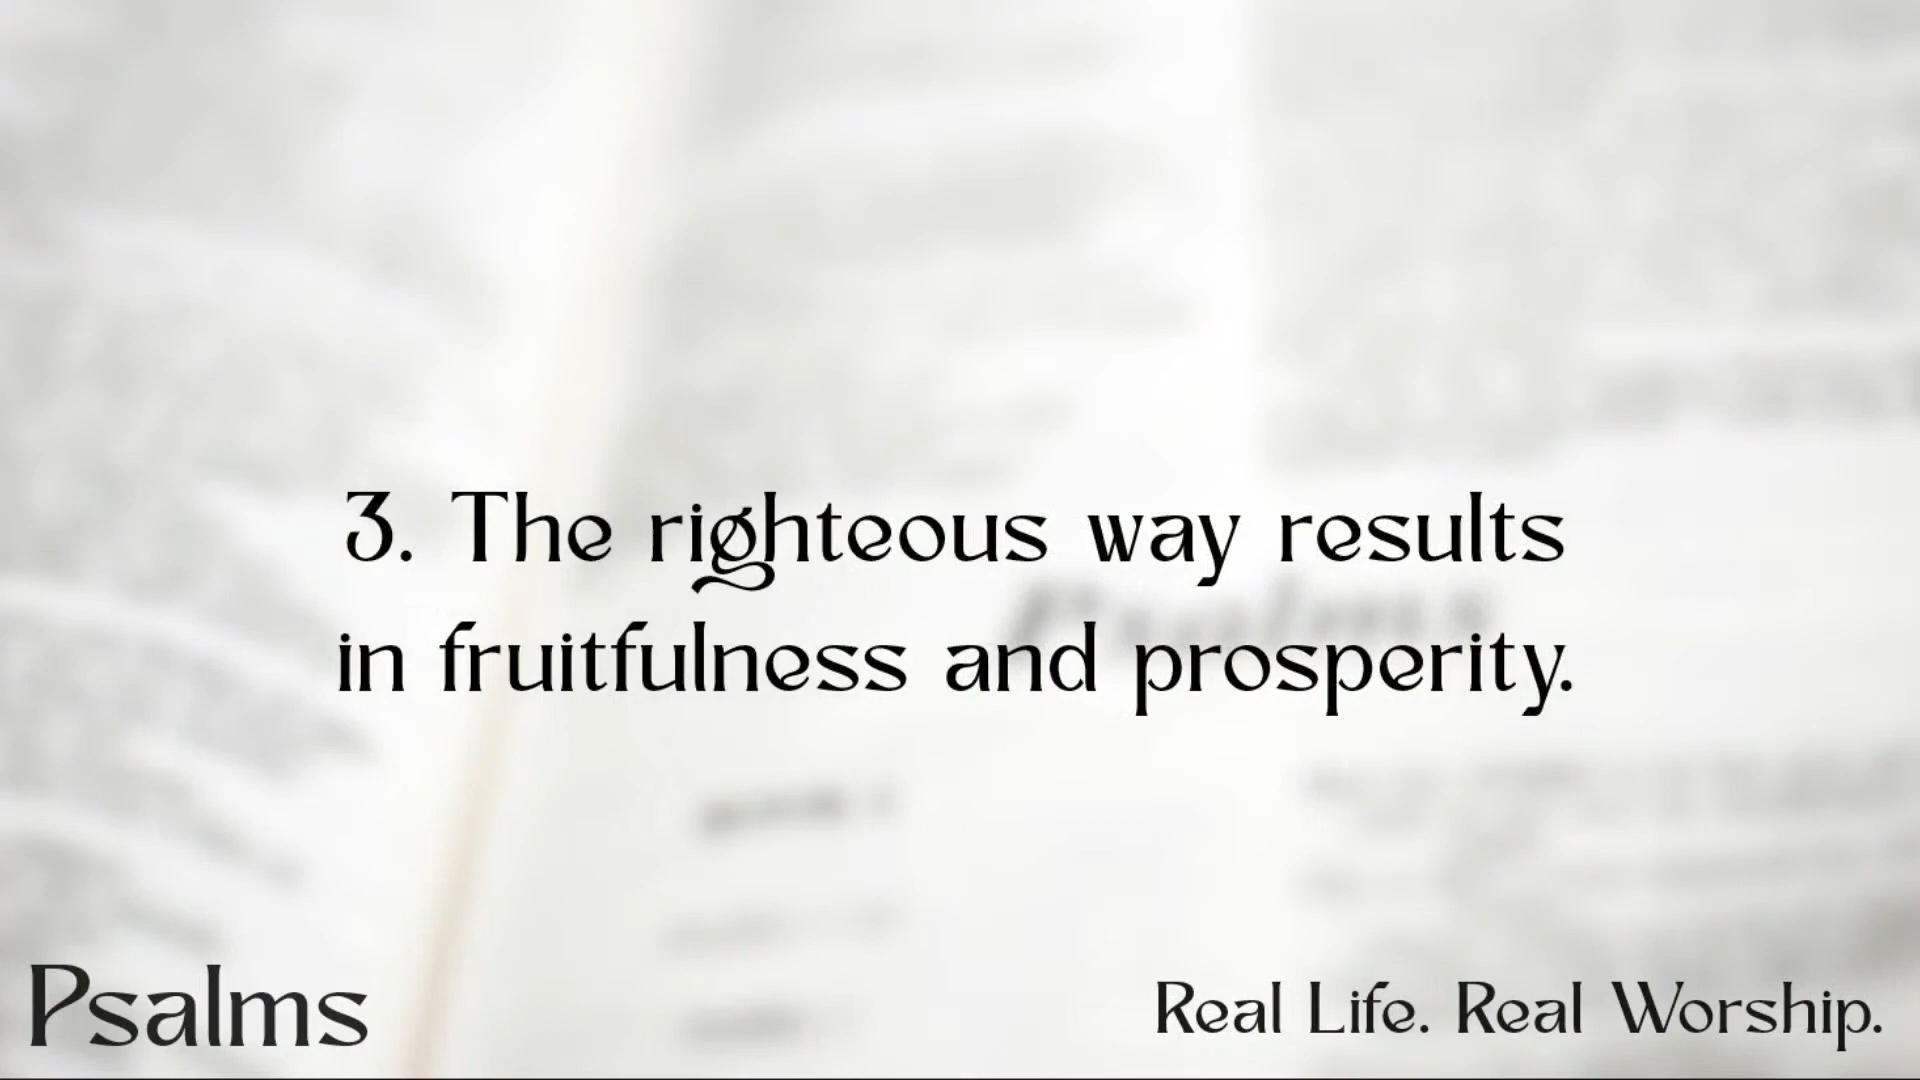 3. The righteous way results
in fruitfulness and prosperity.
Psalms
Real Life. Real Worship.